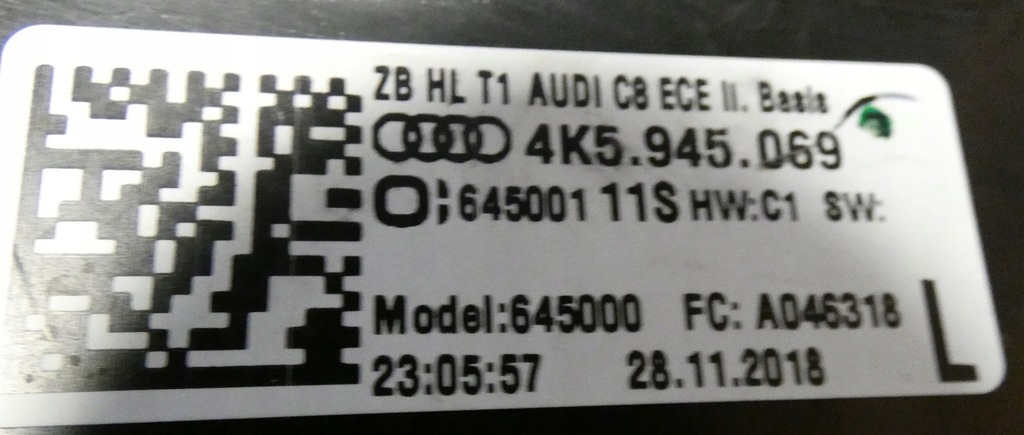 ZB HL T1 AUDI C8 ECE II. Basis
4K5.945.069
645001 11S HW:C1 SW:
Model:645000 FC: A046318
23:05:57 28.11.2018
L